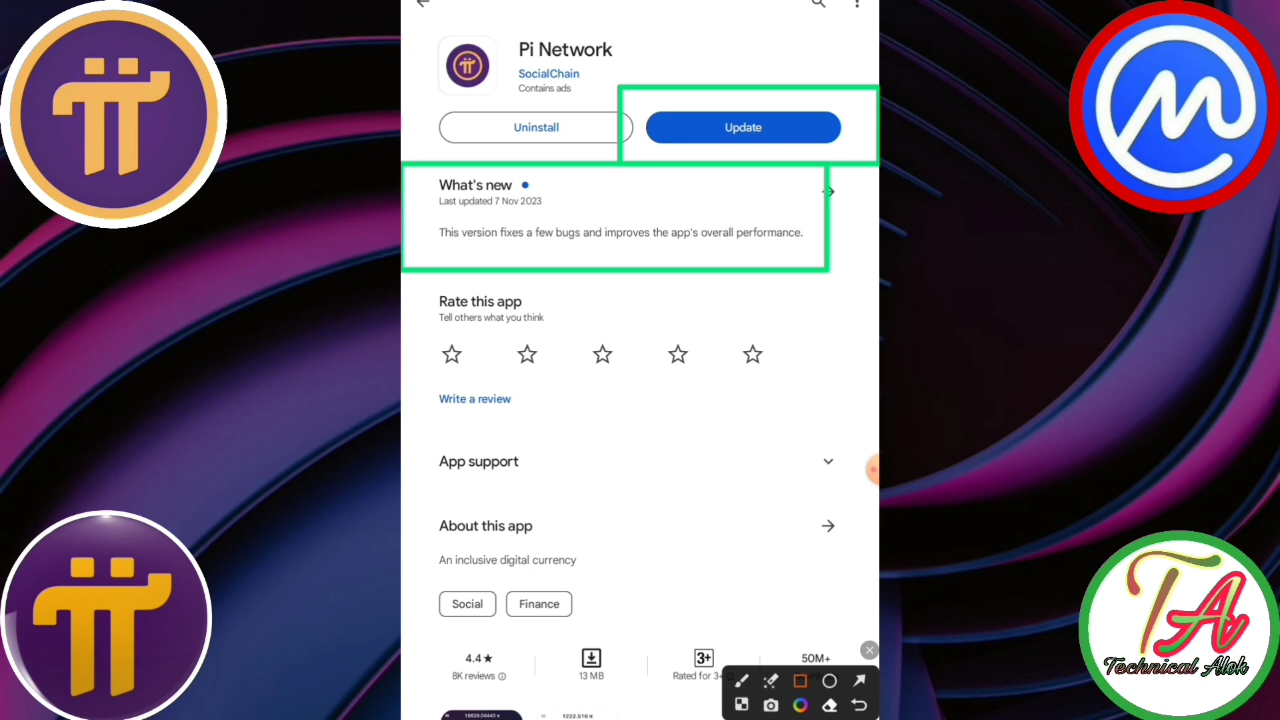 Pi Network
SocialChain
Contains ads
Uninstall
Update
What's new
Last updated 7 Nov 2023
This version fixes a few bugs and improves the app's overall performance.
Rate this app
Tell others what you think
Write a review
App support
About this app
An inclusive digital currency
Social
Finance
4.4★
8K reviews
13 MB
3+
Rated for 3+
50M+
TA
Technical Alok